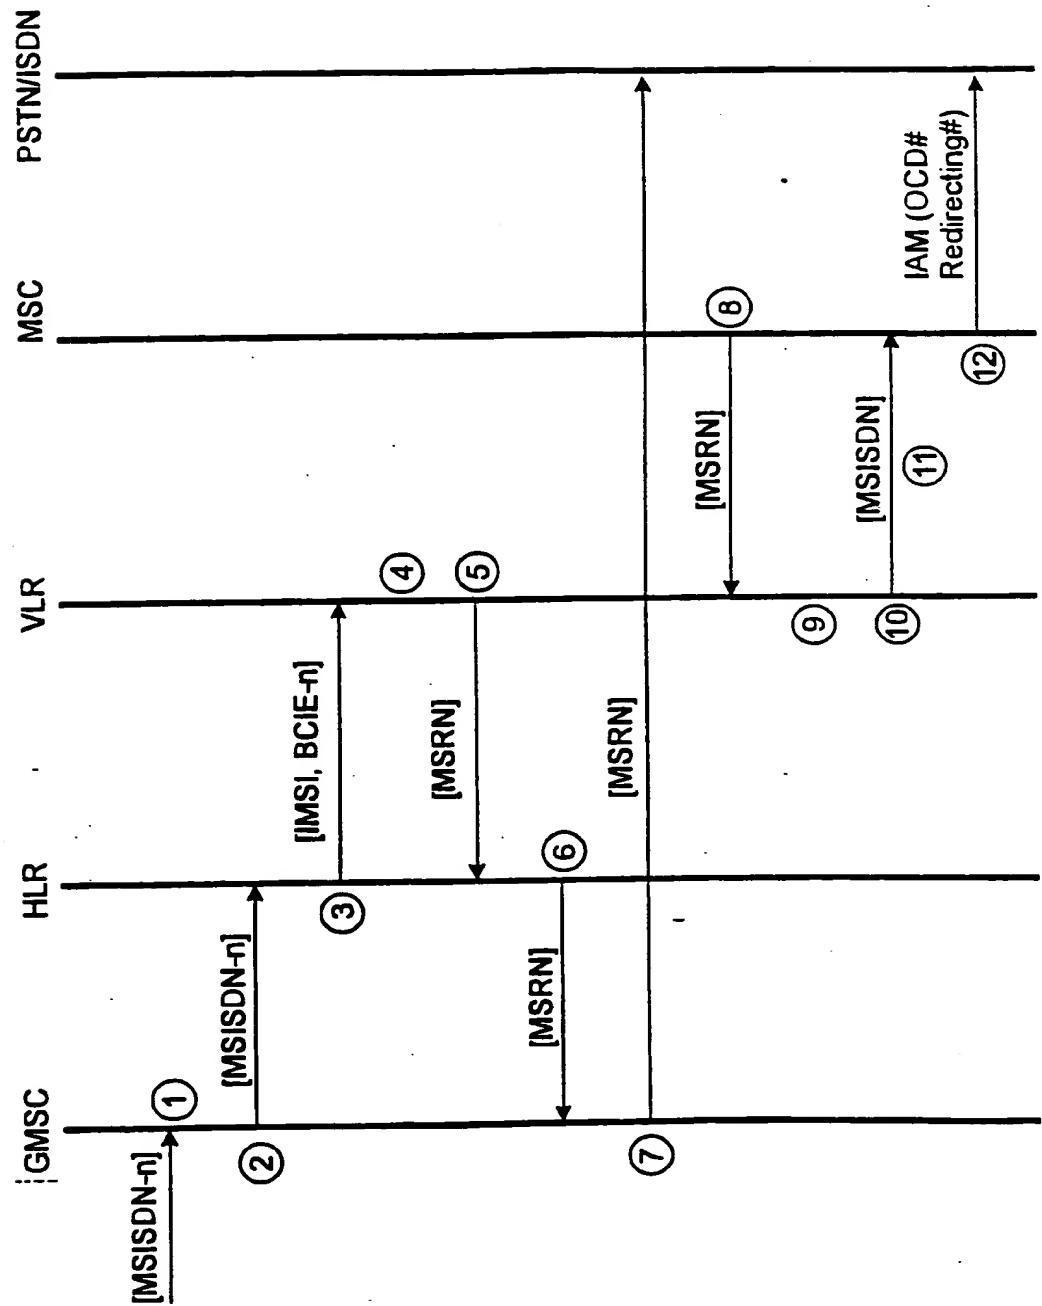 GMSC
HLR
VLR
MSC
PSTN/ISDN
[MSISDN-n]
1
[MSISDN-n]
2
[IMSI, BCIE-n]
3
4
[MSRN]
5
[MSRN]
6
[MSRN]
7
[MSRN]
8
9
[MSISDN]
10
11
IAM (OCD#
Redirecting#)
12